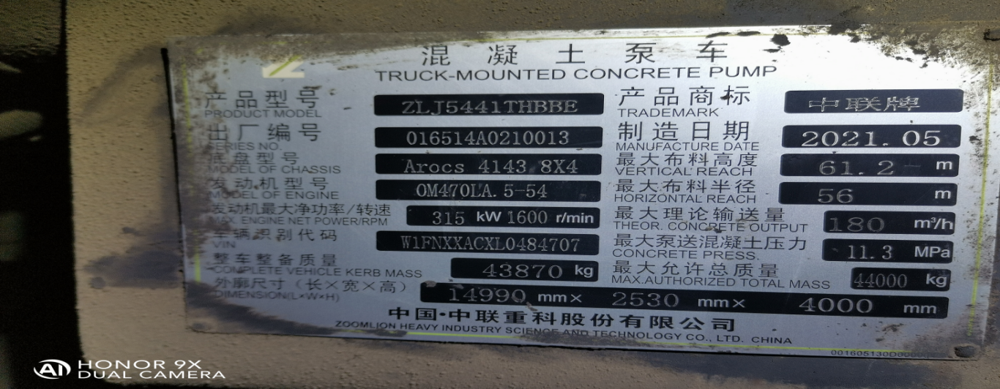 混凝土泵车
TRUCK-MOUNTED CONCRETE PUMP
产品型号 ZLJ5441THBBE 产品商标 中联牌
PRODUCT MODEL TRADEMARK
出厂编号 016514A0210013 制造日期 2021.05
SERIES NO. MANUFACTURE DATE
底盘型号 Arocs 4143 8X4 最大布料高度 61.2 m
MODEL OF CHASSIS VERTICAL REACH
发动机型号 OM470LA.5-54 最大布料半径 56 m
MODEL OF ENGINE HORIZONTAL REACH
发动机最大净功率/转速 315 kW 1600 r/min 最大理论输送量 180 m³/h
MAX. ENGINE NET POWER/RPM THEOR. CONCRETE OUTPUT
车辆识别代码 W1FNXXACXL0484707 最大泵送混凝土压力 11.3 MPa
VIN CONCRETE PRESS.
整车整备质量 43870 kg 最大允许总质量 44000 kg
COMPLETE VEHICLE KERB MASS MAX.AUTHORIZED TOTAL MASS
外廓尺寸（长×宽×高） 14990 mm× 2530 mm× 4000 mm
DIMENSION(L×W×H)
中国·中联重科股份有限公司
ZOOMLION HEAVY INDUSTRY SCIENCE AND TECHNOLOGY CO., LTD. CHINA
HONOR 9X
DUAL CAMERA